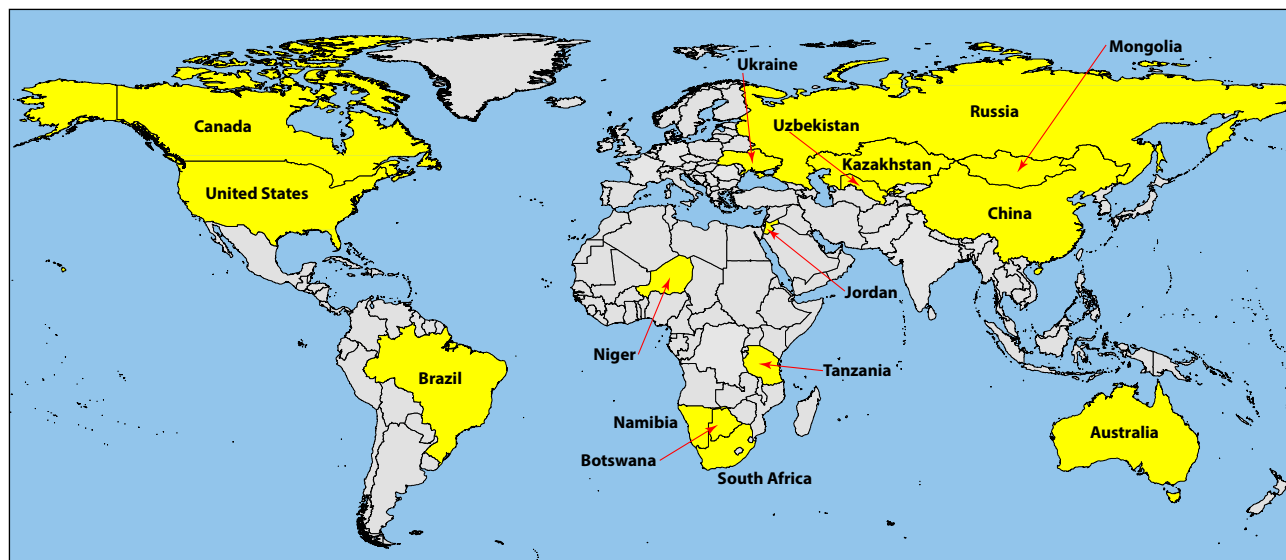 Mongolia
Ukraine
Russia
Canada
Uzbekistan
Kazakhstan
United States
China
Jordan
Niger
Tanzania
Brazil
Namibia
Australia
Botswana
South Africa